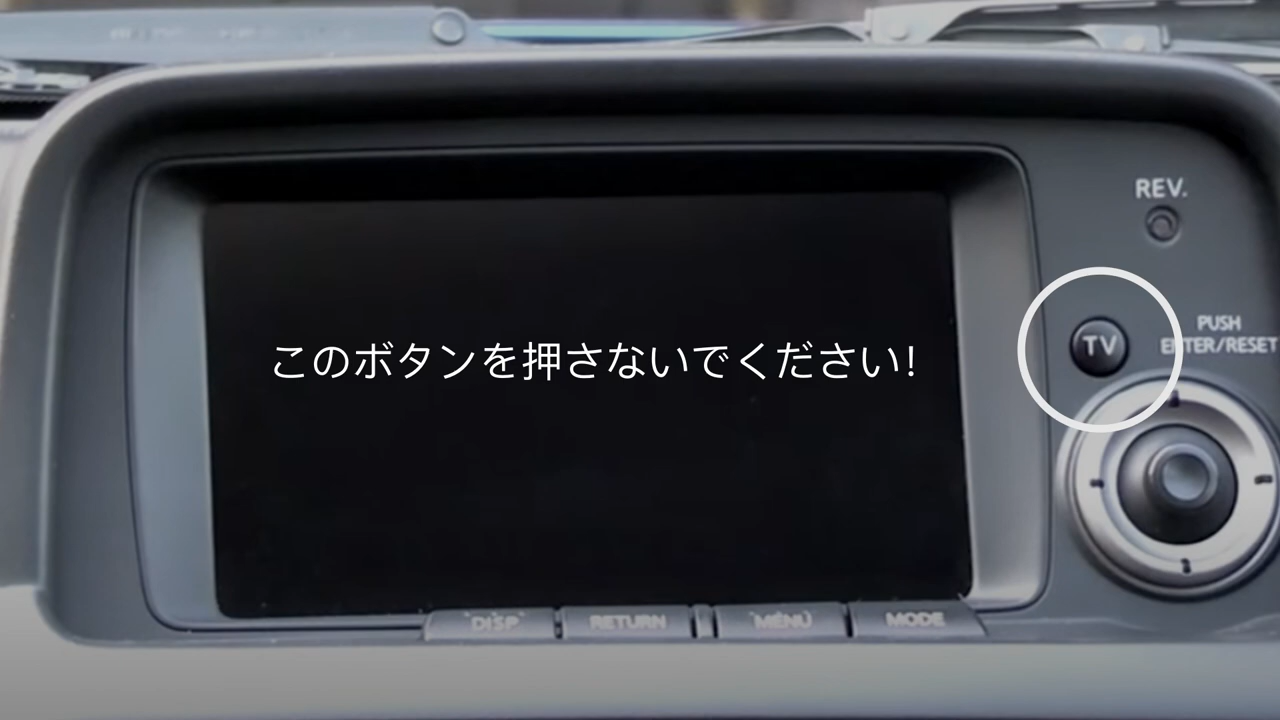 REV.
このボタンを押さないでください!
TV
PUSH
ENTER/RESET
DISP
RETURN
MENU
MODE